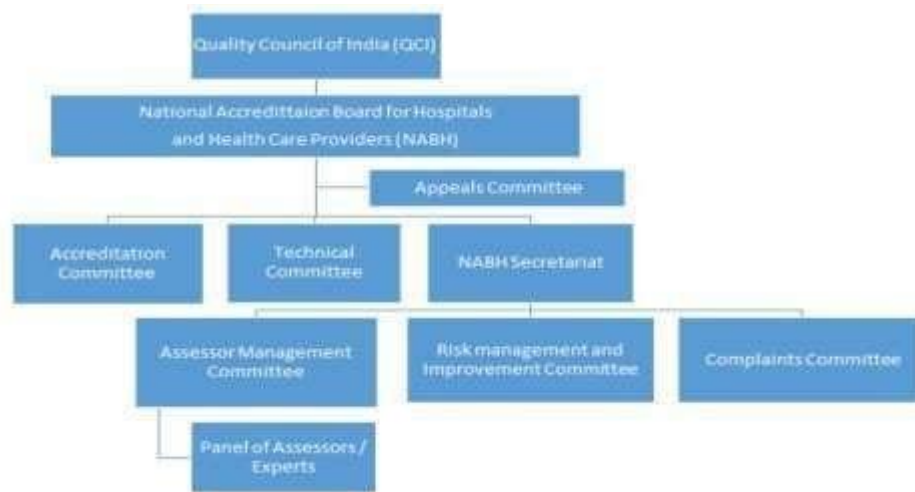 Quality Council of India (QCI)
National Accredittaion Board for Hospitals
and Health Care Providers (NABH)
Appeals Committee
Accreditation
Committee
Technical
Committee
NABH Secretariat
Assessor Management
Committee
Risk management and
Improvement Committee
Complaints Committee
Panel of Assessors /
Experts